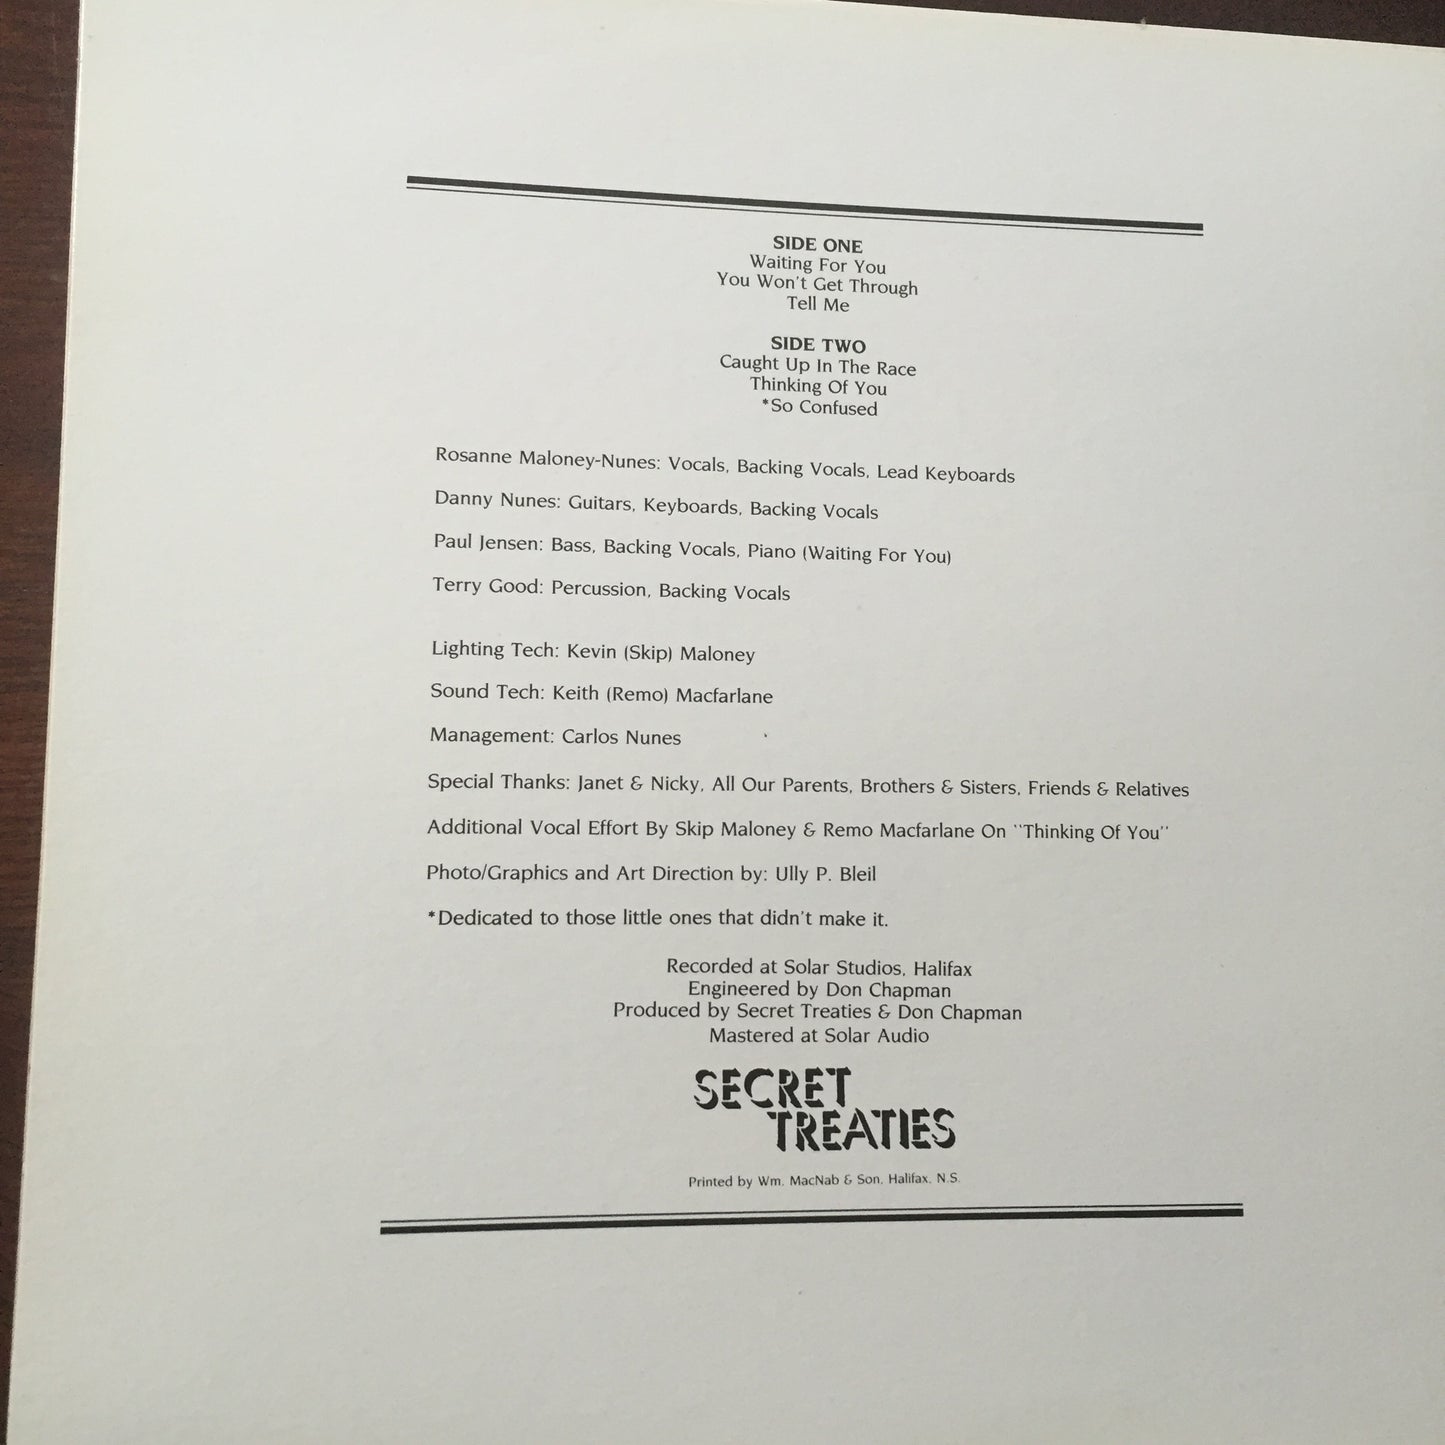 SIDE ONE
Waiting For You
You Won't Get Through
Tell Me
SIDE TWO
Caught Up In The Race
Thinking Of You
*So Confused
Rosanne Maloney-Nunes: Vocals, Backing Vocals, Lead Keyboards
Danny Nunes: Guitars, Keyboards, Backing Vocals
Paul Jensen: Bass, Backing Vocals, Piano (Waiting For You)
Terry Good: Percussion, Backing Vocals
Lighting Tech: Kevin (Skip) Maloney
Sound Tech: Keith (Remo) Macfarlane
Management: Carlos Nunes
Special Thanks: Janet & Nicky, All Our Parents, Brothers & Sisters, Friends & Relatives
Additional Vocal Effort By Skip Maloney & Remo Macfarlane On "Thinking Of You"
Photo/Graphics and Art Direction by: Ully P. Bleil
*Dedicated to those little ones that didn't make it.
Recorded at Solar Studios, Halifax
Engineered by Don Chapman
Produced by Secret Treaties & Don Chapman
Mastered at Solar Audio
SECRET
TREATIES
Printed by Wm. MacNab & Son, Halifax, N.S.